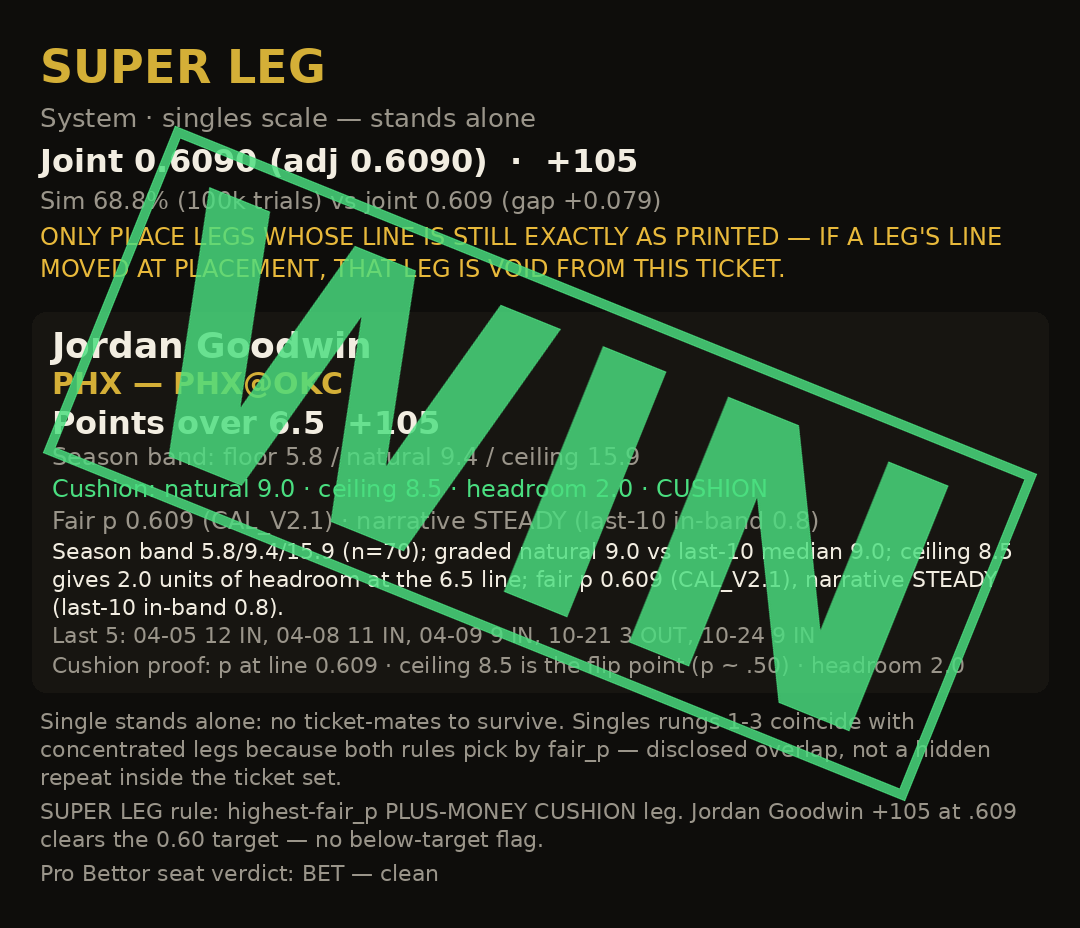 SUPER LEG
System · singles scale — stands alone
Joint 0.6090 (adj 0.6090) · +105
Sim 68.8% (100k trials) vs joint 0.609 (gap +0.079)
ONLY PLACE LEGS WHOSE LINE IS STILL EXACTLY AS PRINTED — IF A LEG'S LINE
MOVED AT PLACEMENT, THAT LEG IS VOID FROM THIS TICKET.
Jordan Goodwin
PHX — PHX@OKC
Points over 6.5 +105
Season band: floor 5.8 / natural 9.4 / ceiling 15.9
Cushion: natural 9.0 · ceiling 8.5 · headroom 2.0 · CUSHION
Fair p 0.609 (CAL_V2.1) · narrative STEADY (last-10 in-band 0.8)
Season band 5.8/9.4/15.9 (n=70); graded natural 9.0 vs last-10 median 9.0; ceiling 8.5
gives 2.0 units of headroom at the 6.5 line; fair p 0.609 (CAL_V2.1), narrative STEADY
(last-10 in-band 0.8).
Last 5: 04-05 12 IN, 04-08 11 IN, 04-09 9 IN, 10-21 3 OUT, 10-24 9 IN
Cushion proof: p at line 0.609 · ceiling 8.5 is the flip point (p ~ .50) · headroom 2.0
WIN
Single stands alone: no ticket-mates to survive. Singles rungs 1-3 coincide with
concentrated legs because both rules pick by fair_p — disclosed overlap, not a hidden
repeat inside the ticket set.
SUPER LEG rule: highest-fair_p PLUS-MONEY CUSHION leg. Jordan Goodwin +105 at .609
clears the 0.60 target — no below-target flag.
Pro Bettor seat verdict: BET — clean